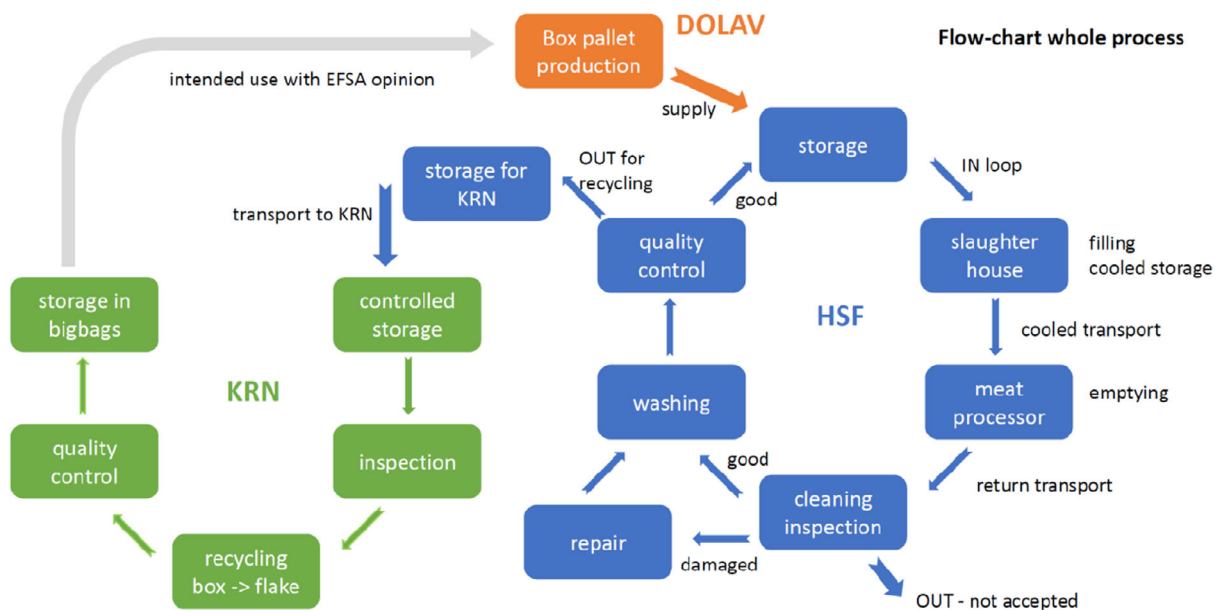 DOLAV
Flow-chart whole process
Box pallet
production
intended use with EFSA opinion
supply
storage
OUT for
recycling
storage for
KRN
IN loop
good
transport to KRN
quality
control
slaughter
house
filling
cooled storage
storage in
bigbags
controlled
storage
HSF
cooled transport
KRN
washing
meat
processor
emptying
quality
control
inspection
good
return transport
cleaning
inspection
repair
damaged
recycling
box -> flake
OUT - not accepted